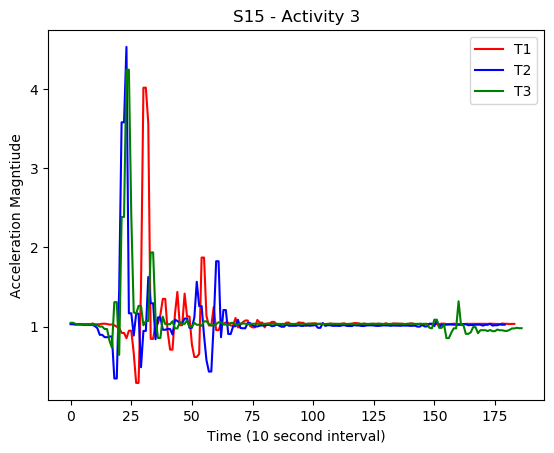 S15 - Activity 3
T1
T2
T3
4
3
2
1
Acceleration Magntiude
0 25 50 75 100 125 150 175
Time (10 second interval)